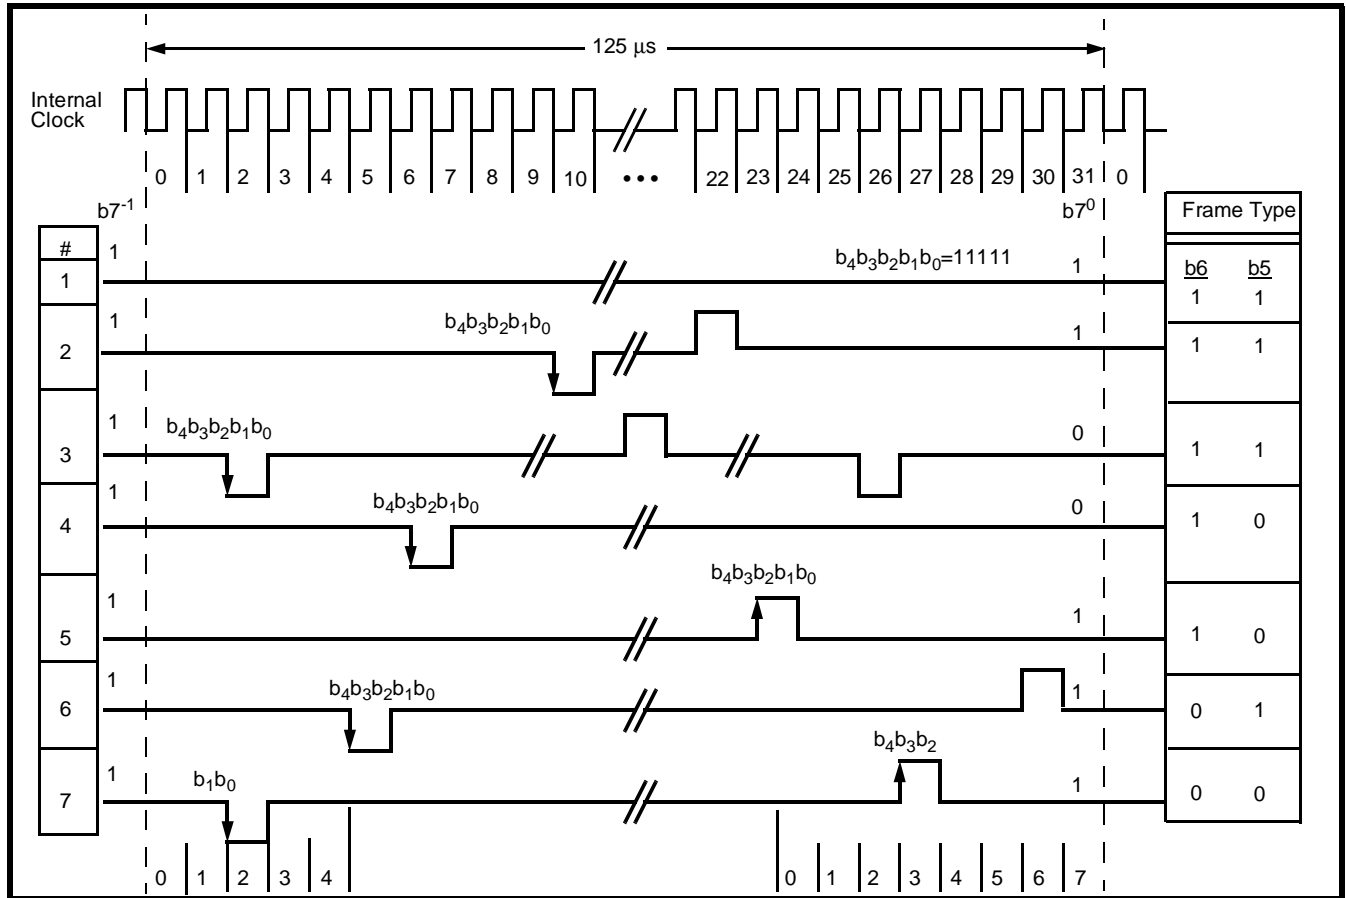 125 μs
Internal
Clock
0 1 2 3 4 5 6 7 8 9 10 ••• 22 23 24 25 26 27 28 29 30 31 0
b7⁻¹ b7⁰ Frame Type
# 1 b₄b₃b₂b₁b₀=11111 1 b6 b5
1 1 1
1 b₄b₃b₂b₁b₀ 1
2 1 1
1 b₄b₃b₂b₁b₀ 0
3 1 1
1 b₄b₃b₂b₁b₀ 0
4 1 0
b₄b₃b₂b₁b₀
1 1
5 1 0
1 b₄b₃b₂b₁b₀ 1
6 0 1
b₄b₃b₂
1 b₁b₀ 1
7 0 0
0 1 2 3 4 0 1 2 3 4 5 6 7